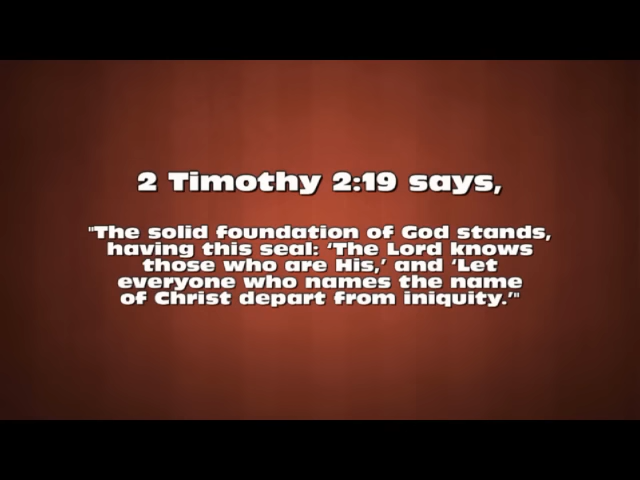 2 Timothy 2:19 says,
"The solid foundation of God stands,
having this seal: ‘The Lord knows
those who are His,’ and ‘Let
everyone who names the name
of Christ depart from iniquity.’"